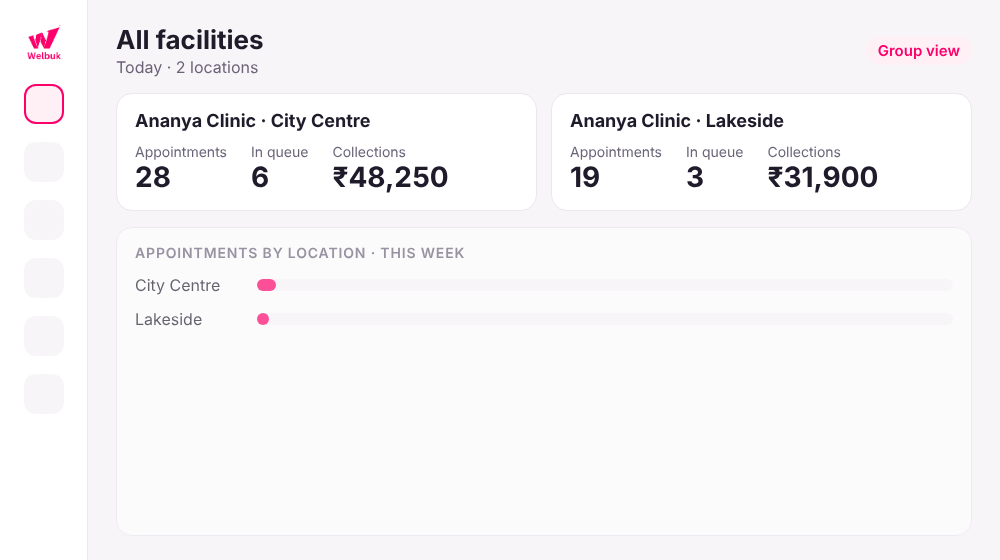 Welbuk
All facilities
Today · 2 locations
Group view
Ananya Clinic · City Centre
Appointments In queue Collections
28 6 ₹48,250
Ananya Clinic · Lakeside
Appointments In queue Collections
19 3 ₹31,900
APPOINTMENTS BY LOCATION · THIS WEEK
City Centre
Lakeside